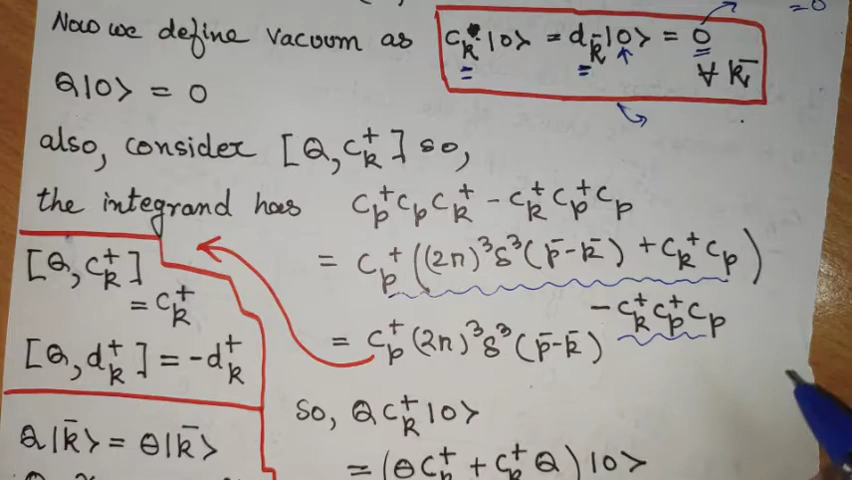 =0
Now we define vacuum as c_k̄ |0> = d_k̄ |0> = 0 ∀ k̄
Q|0> = 0
also, consider [Q, c_k^+] so,
the integrand has c_p^+ c_p c_k^+ - c_k^+ c_p^+ c_p
= c_p^+ ((2π)^3 δ^3(p̄-k̄) + c_k^+ c_p)
- c_k^+ c_p^+ c_p
= c_p^+ (2π)^3 δ^3(p̄-k̄)
[Q, c_k^+]
= c_k^+
[Q, d_k^+] = -d_k^+
Q|k̄> = Θ|k̄>
so, Q c_k^+ |0>
= (Θ c_k^+ + c_k^+ Q)|0>